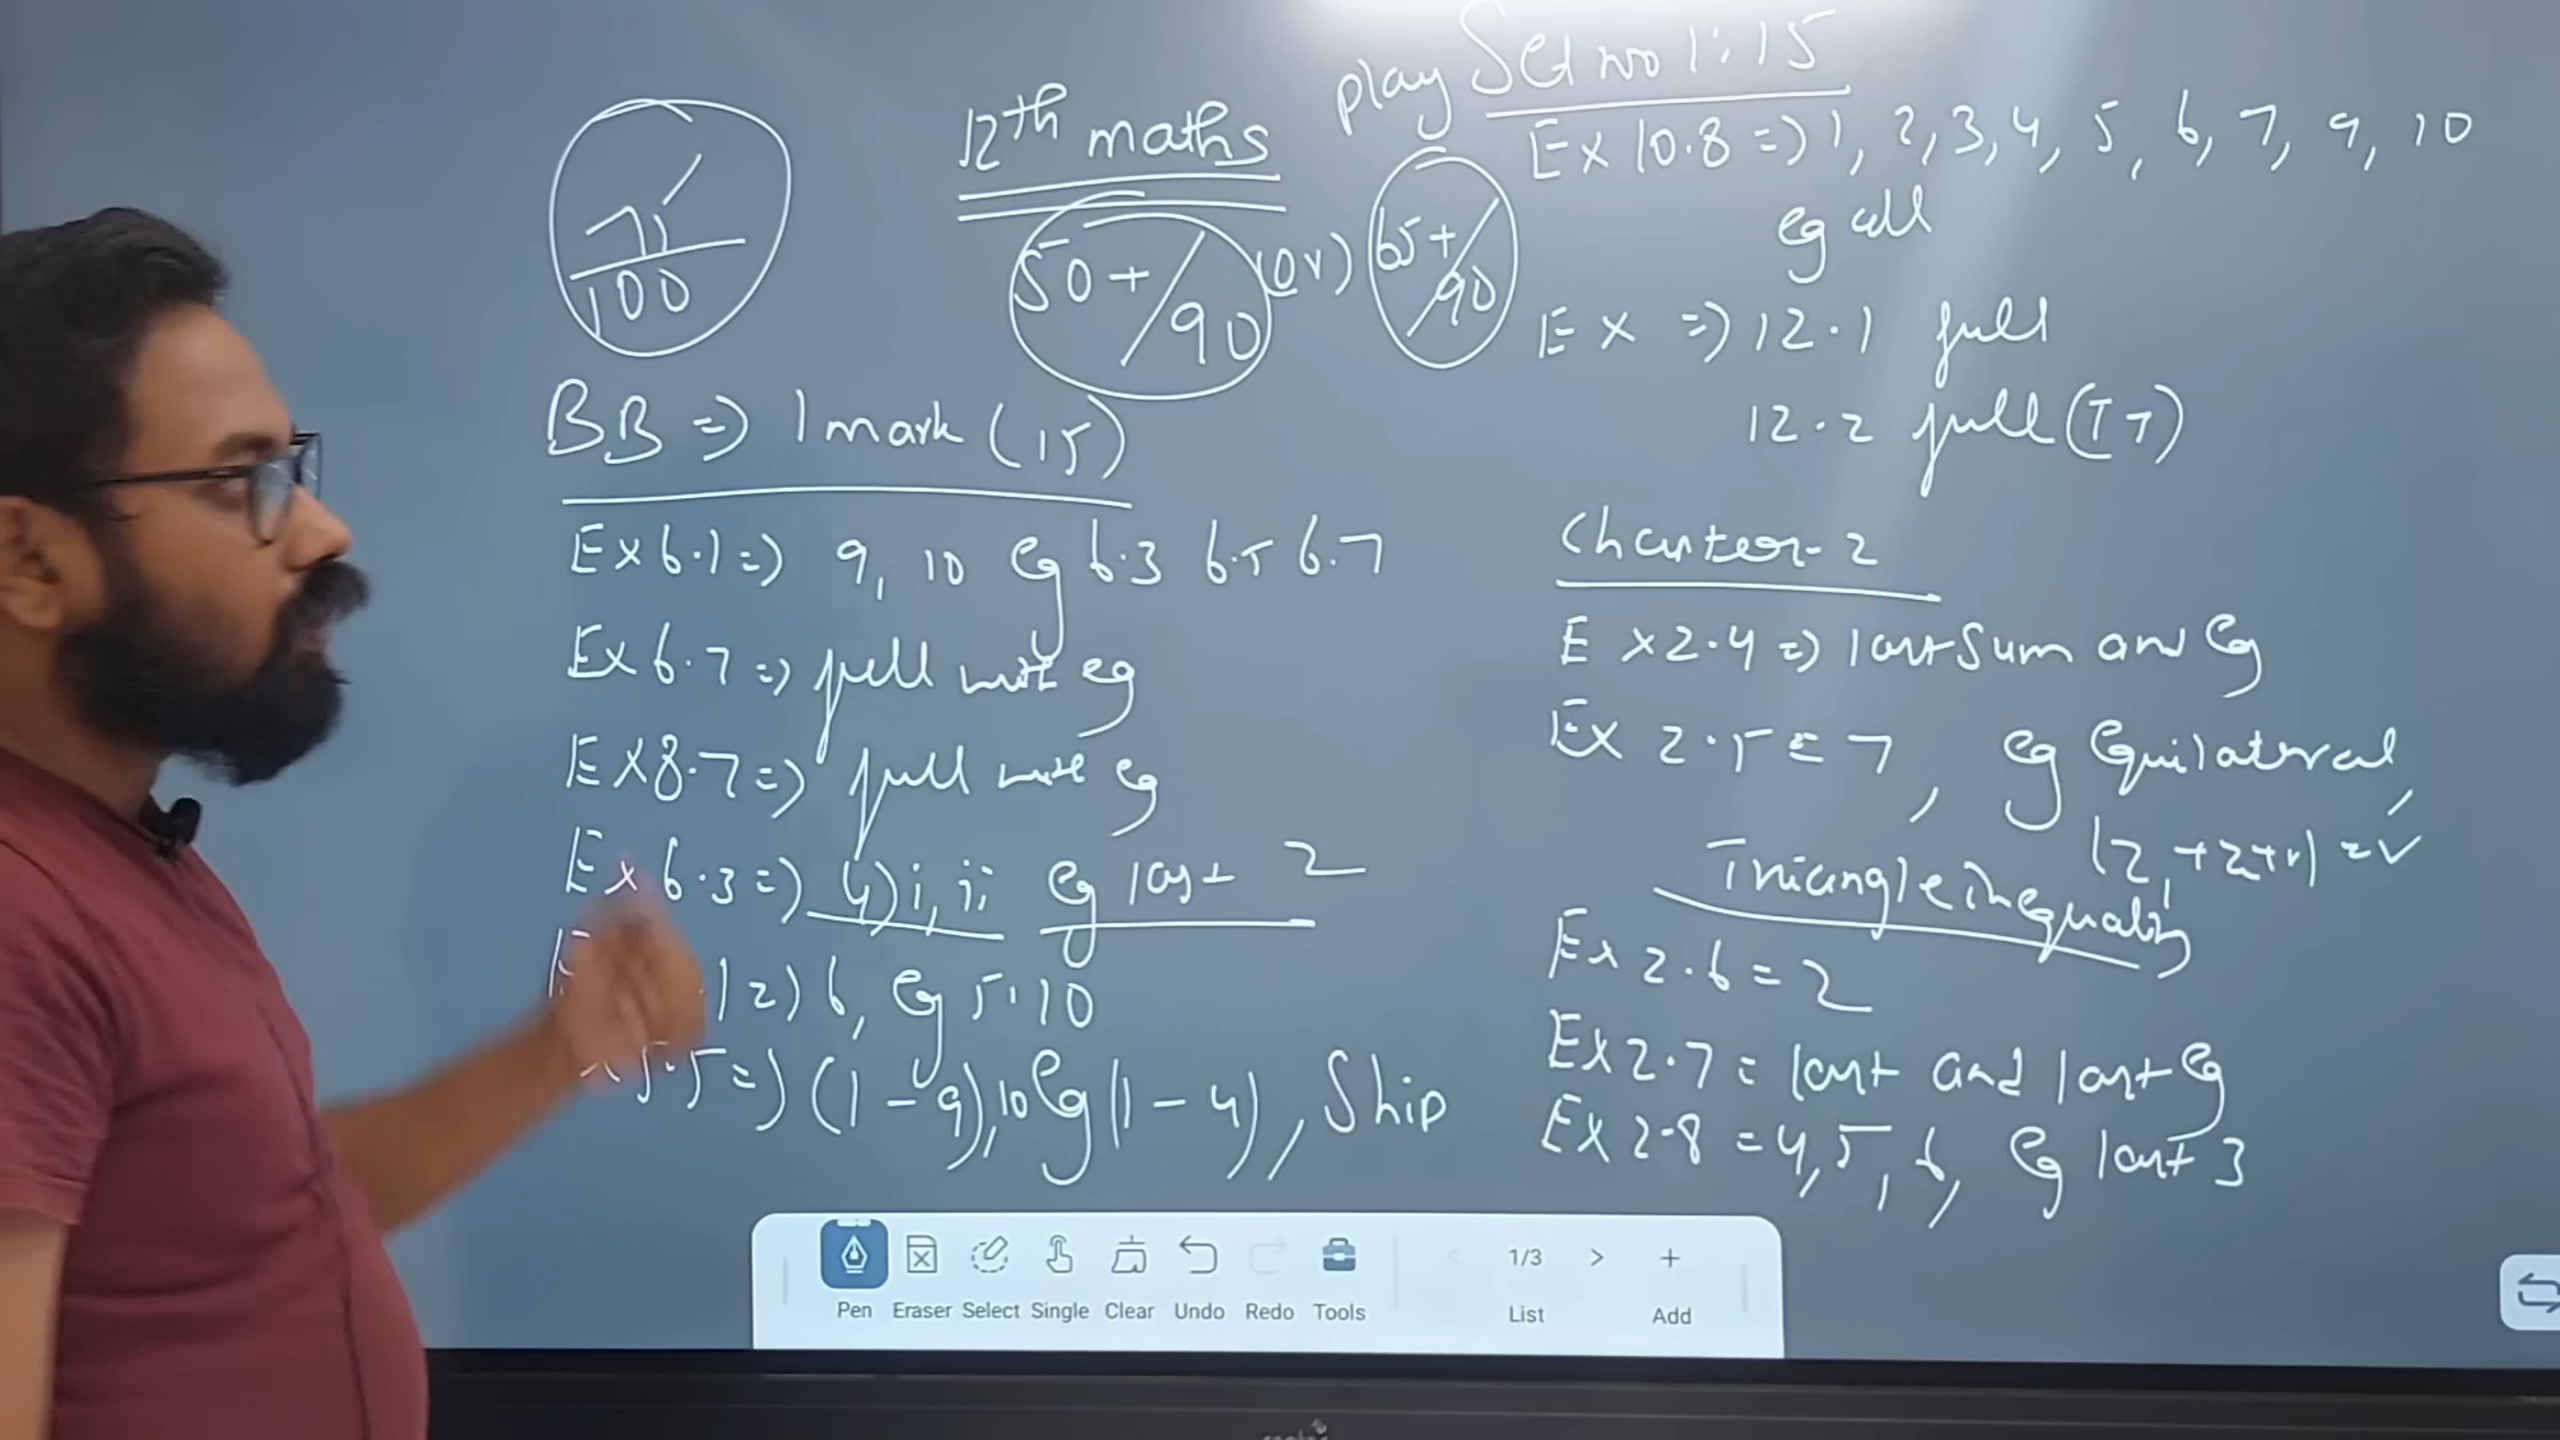 12th maths
75
100
50+/90 (or) 65+/90
BB => 1 mark (15)
Ex 6.1 => 9, 10 eg 6.3 6.5 6.7
Ex 6.7 => full with eg
Ex 8.7 => full with eg
Ex 6.3 => 4) i, ii eg last 2
1 => 6, eg 5.10
5.5 => (1-9), 10 eg (1-4), Ship
play Set no 1: 15
Ex 10.8 => 1, 2, 3, 4, 5, 6, 7, 9, 10
eg all
Ex => 12.1 full
12.2 full (TT)
Chapter-2
Ex 2.4 => last Sum and eg
Ex 2.5 = 7, eg Equilateral,
Triangle inequality
Ex 2.6 = 2
Ex 2.7 = last and last eg
Ex 2.8 = 4, 5, 6, eg last 3
Pen Eraser Select Single Clear Undo Redo Tools
1/3
List
Add